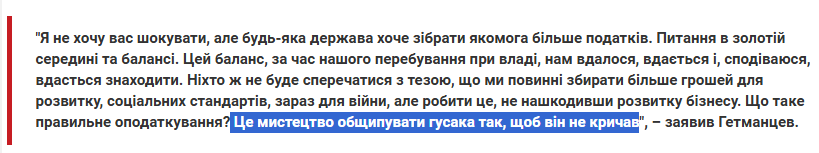 "Я не хочу вас шокувати, але будь-яка держава хоче зібрати якомога більше податків. Питання в золотій
середині та балансі. Цей баланс, за час нашого перебування при владі, нам вдалося, вдається і, сподіваюся,
вдасться знаходити. Ніхто ж не буде сперечатися з тезою, що ми повинні збирати більше грошей для
розвитку, соціальних стандартів, зараз для війни, але робити це, не нашкодивши розвитку бізнесу. Що таке
правильне оподаткування? Це мистецтво общипувати гусака так, щоб він не кричав", – заявив Гетманцев.